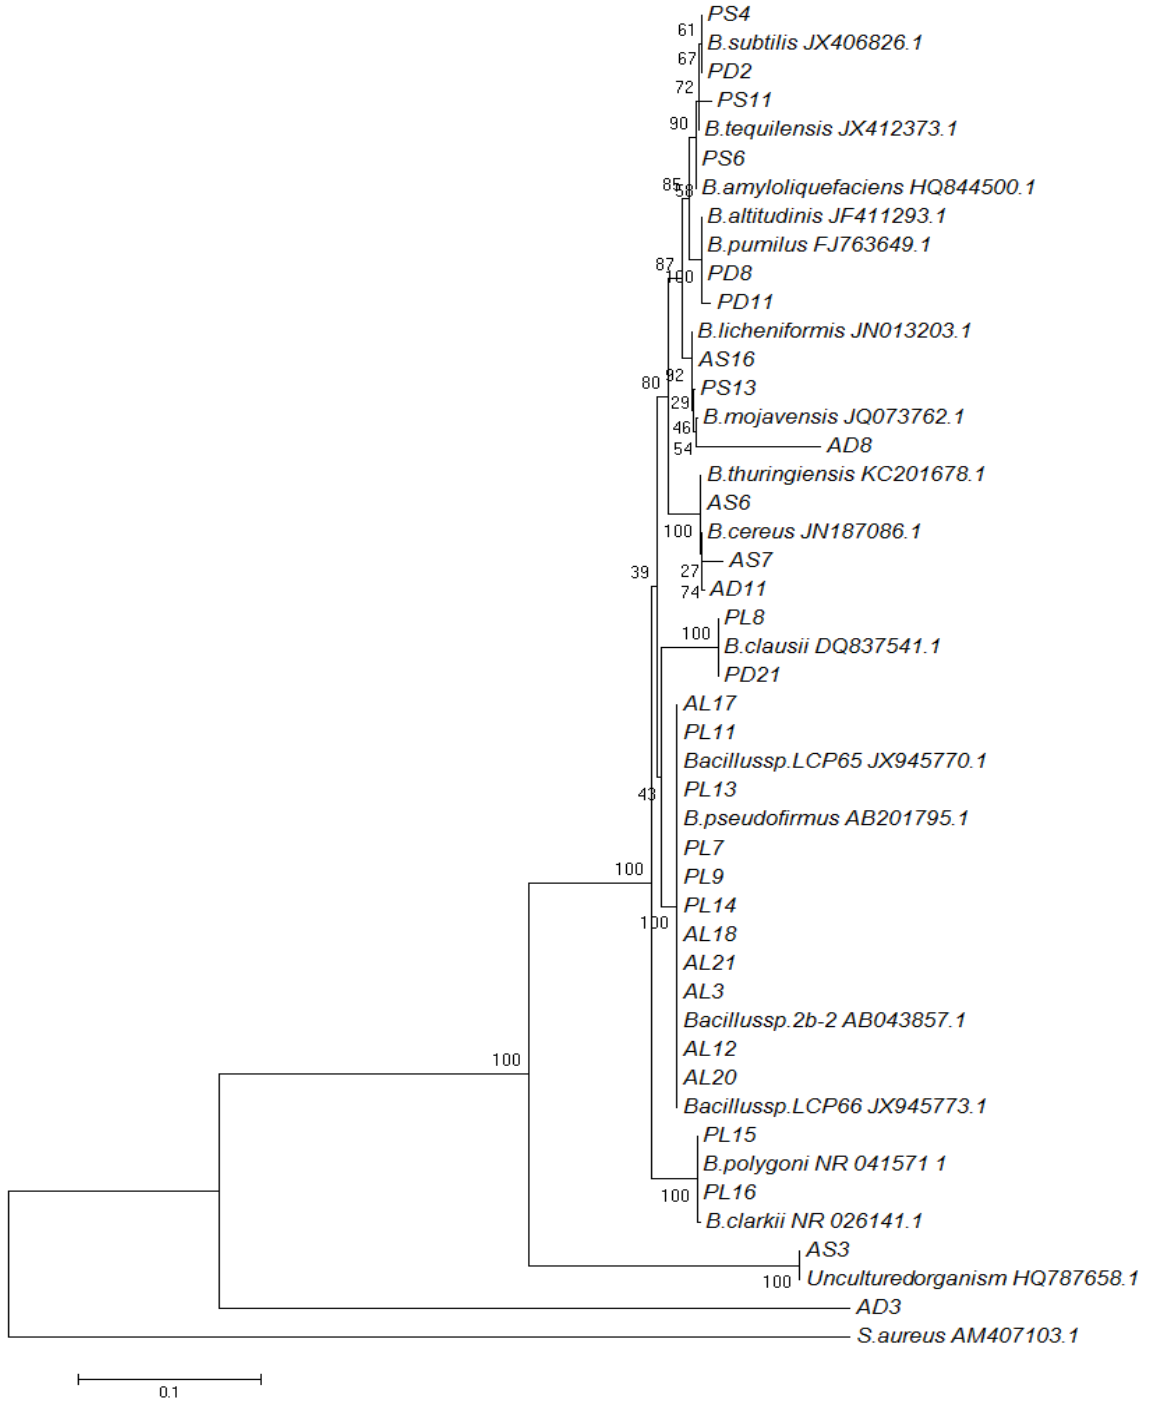 PS4
61
B.subtilis JX406826.1
67
PD2
72
PS11
90
B.tequilensis JX412373.1
PS6
85
58
B.amyloliquefaciens HQ844500.1
B.altitudinis JF411293.1
B.pumilus FJ763649.1
87
100
PD8
PD11
B.licheniformis JN013203.1
AS16
92
80
PS13
29
B.mojavensis JQ073762.1
46
54
AD8
B.thuringiensis KC201678.1
AS6
100
B.cereus JN187086.1
AS7
39
27
74
AD11
PL8
100
B.clausii DQ837541.1
PD21
AL17
PL11
Bacillussp.LCP65 JX945770.1
PL13
43
B.pseudofirmus AB201795.1
PL7
100
PL9
PL14
100
AL18
AL21
AL3
Bacillussp.2b-2 AB043857.1
AL12
100
AL20
Bacillussp.LCP66 JX945773.1
PL15
B.polygoni NR 041571 1
100
PL16
B.clarkii NR 026141.1
AS3
100
Unculturedorganism HQ787658.1
AD3
S.aureus AM407103.1
0.1